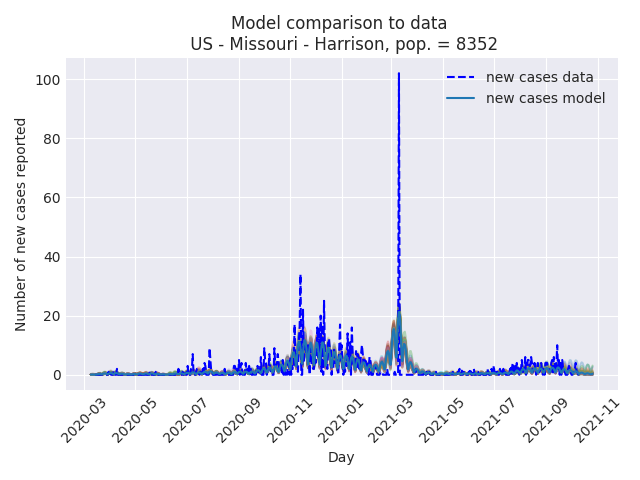 Model comparison to data
US - Missouri - Harrison, pop. = 8352
new cases data
new cases model
Number of new cases reported
100
80
60
40
20
0
2020-03
2020-05
2020-07
2020-09
2020-11
2021-01
2021-03
2021-05
2021-07
2021-09
2021-11
Day